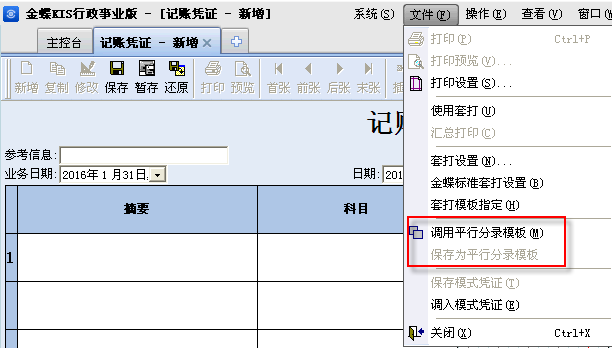 金蝶KIS行政事业版 - [记账凭证 - 新增]
系统(S) 文件(F) 操作(E) 查看(V) 窗口(W
主控台 记账凭证 - 新增 ×
新增 复制 修改 保存 暂存 还原 打印 预览 首张 前张 后张 末张 插
打印(P) Ctrl+P
打印预览(V)...
打印设置(S)...
使用套打(U)
汇总打印(C)
套打设置(N)...
金蝶标准套打设置(B)
套打模板指定(H)
调用平行分录模板(M)
保存为平行分录模板
保存模式凭证(T)
调入模式凭证(E)
关闭(X) Ctrl+X
记账
参考信息:
业务日期: 2016年 1月31日, 日期: 201
摘要 科目
1